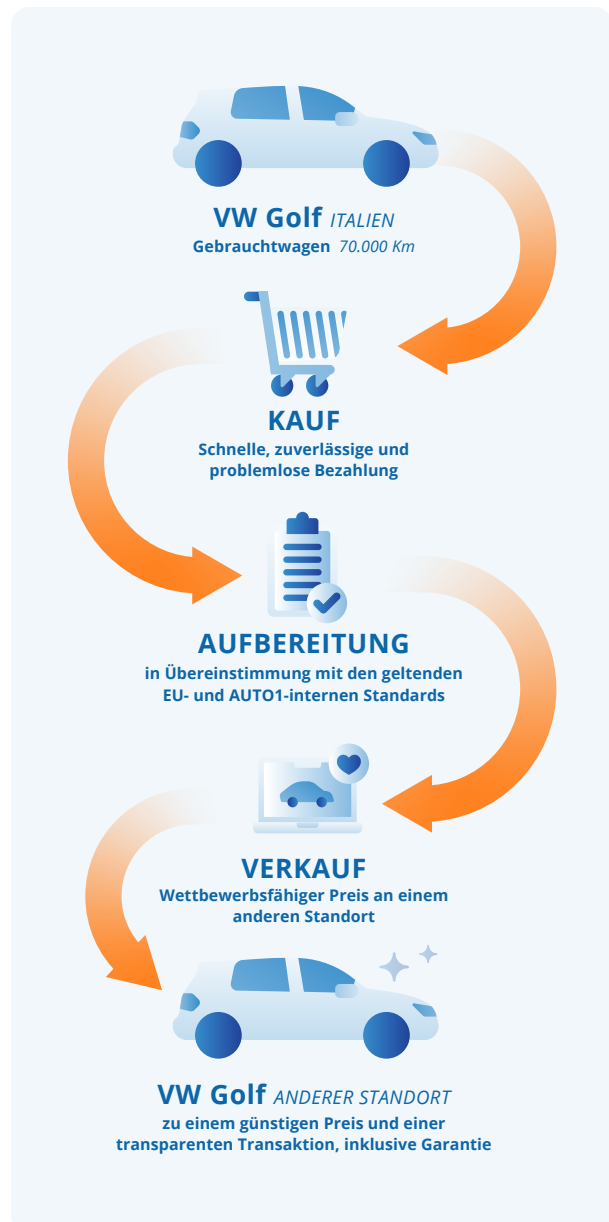 VW Golf ITALIEN
Gebrauchtwagen 70.000 Km
KAUF
Schnelle, zuverlässige und
problemlose Bezahlung
AUFBEREITUNG
in Übereinstimmung mit den geltenden
EU- und AUTO1-internen Standards
VERKAUF
Wettbewerbsfähiger Preis an einem
anderen Standort
VW Golf ANDERER STANDORT
zu einem günstigen Preis und einer
transparenten Transaktion, inklusive Garantie